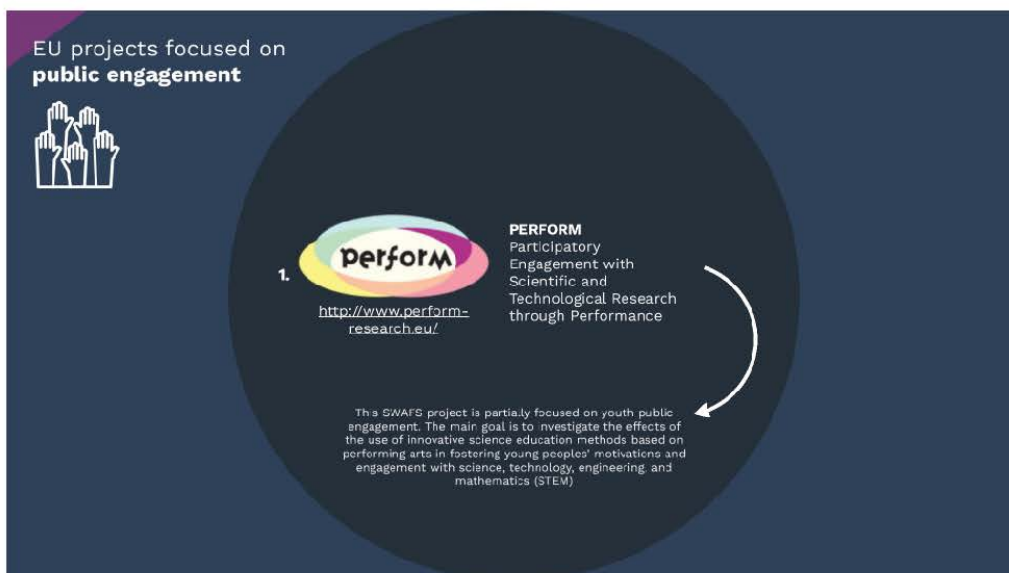 EU projects focused on
public engagement
1.
perform
http://www.perform-
research.eu/
PERFORM
Participatory
Engagement with
Scientific and
Technological Research
through Performance
This SWAFS project is partially focused on youth public
engagement. The main goal is to investigate the effects of
the use of innovative science education methods based on
performing arts in fostering young peoples' motivations and
engagement with science, technology, engineering, and
mathematics (STEM)